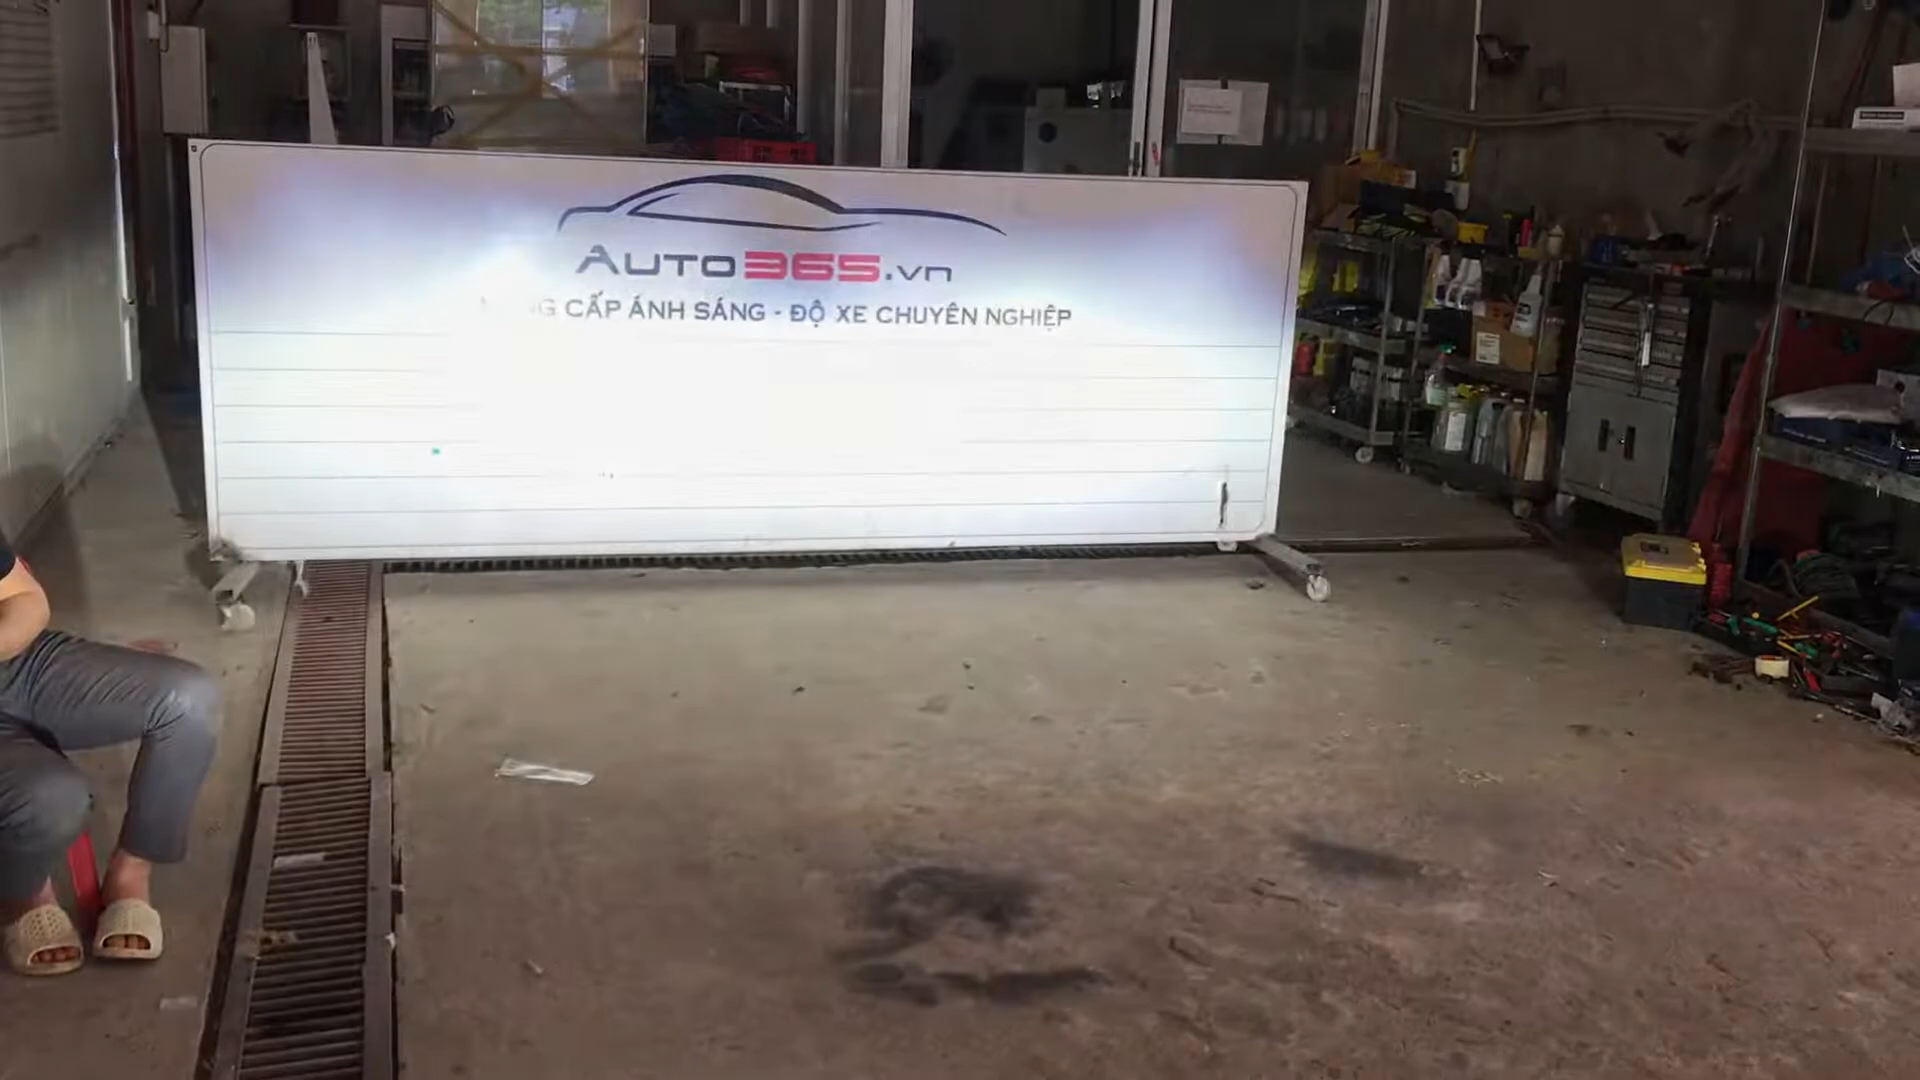 AUTO365.vn
CẤP ÁNH SÁNG - ĐỘ XE CHUYÊN NGHIỆP